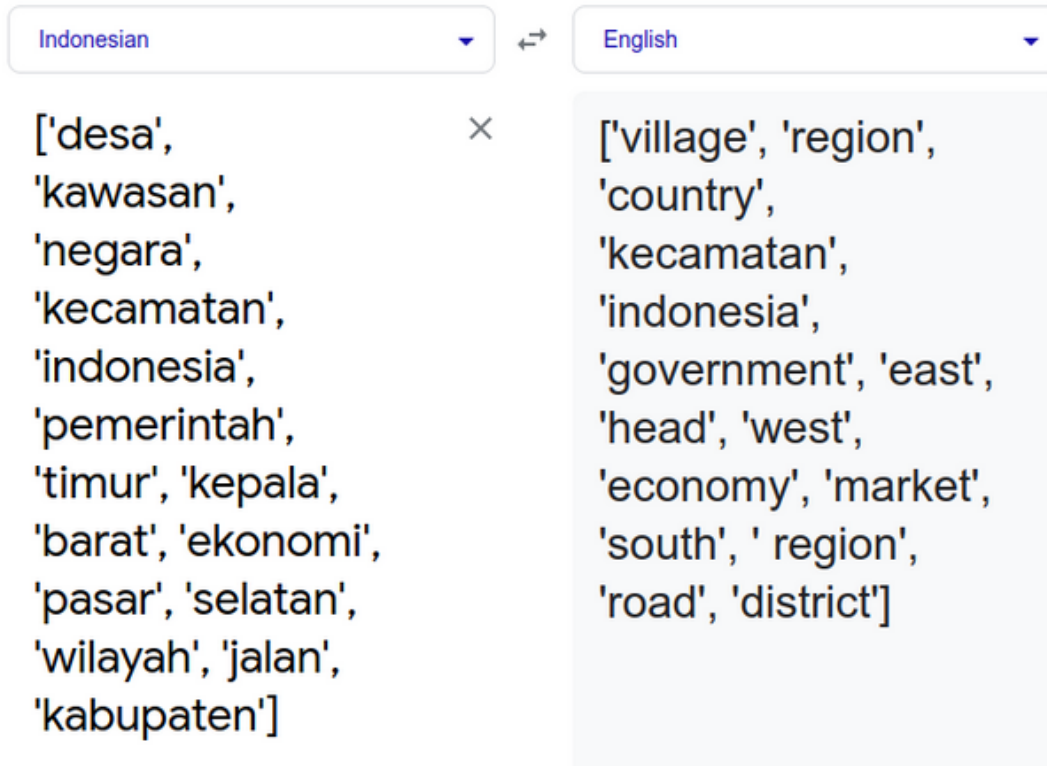 Indonesian
English
['desa',
'kawasan',
'negara',
'kecamatan',
'indonesia',
'pemerintah',
'timur', 'kepala',
'barat', 'ekonomi',
'pasar', 'selatan',
'wilayah', 'jalan',
'kabupaten']
['village', 'region',
'country',
'kecamatan',
'indonesia',
'government', 'east',
'head', 'west',
'economy', 'market',
'south', ' region',
'road', 'district']